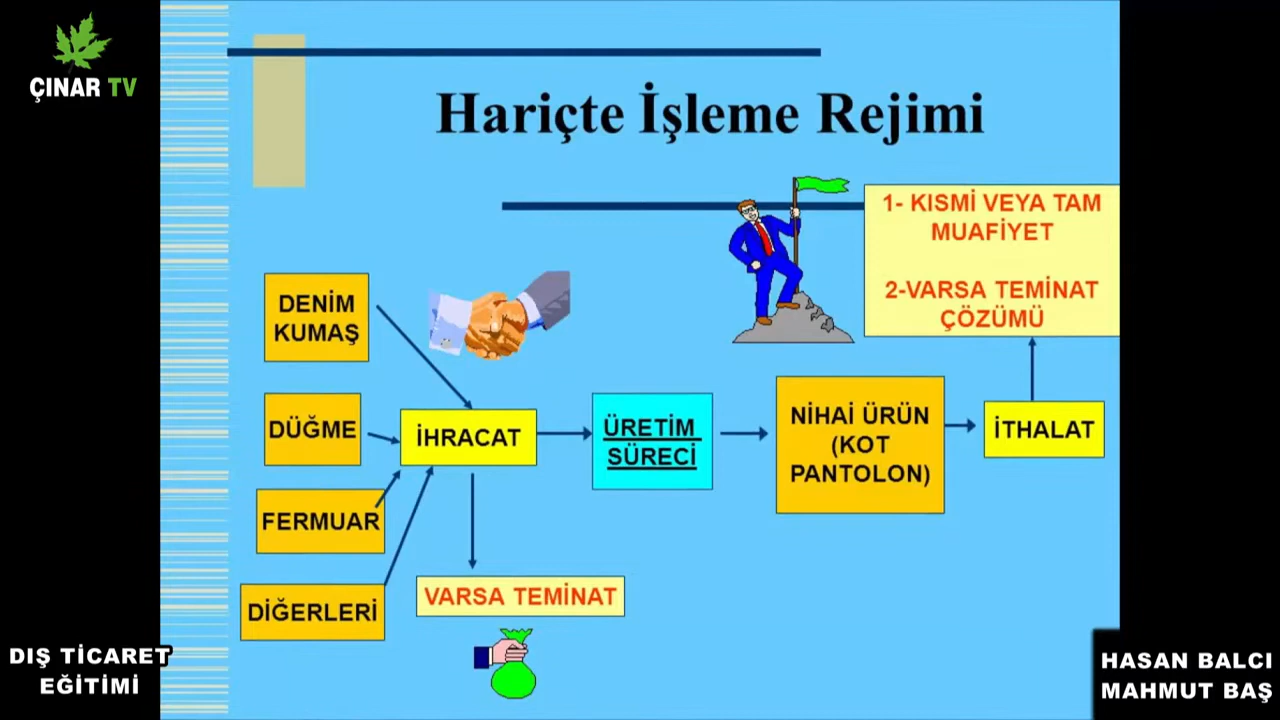 ÇINAR TV
Hariçte İşleme Rejimi
1- KISMİ VEYA TAM
MUAFİYET
2-VARSA TEMİNAT
ÇÖZÜMÜ
DENİM
KUMAŞ
DÜĞME
FERMUAR
DİĞERLERİ
İHRACAT
ÜRETİM
SÜRECİ
NİHAİ ÜRÜN
(KOT
PANTOLON)
İTHALAT
VARSA TEMİNAT
DIŞ TİCARET
EĞİTİMİ
HASAN BALCI
MAHMUT BAŞ